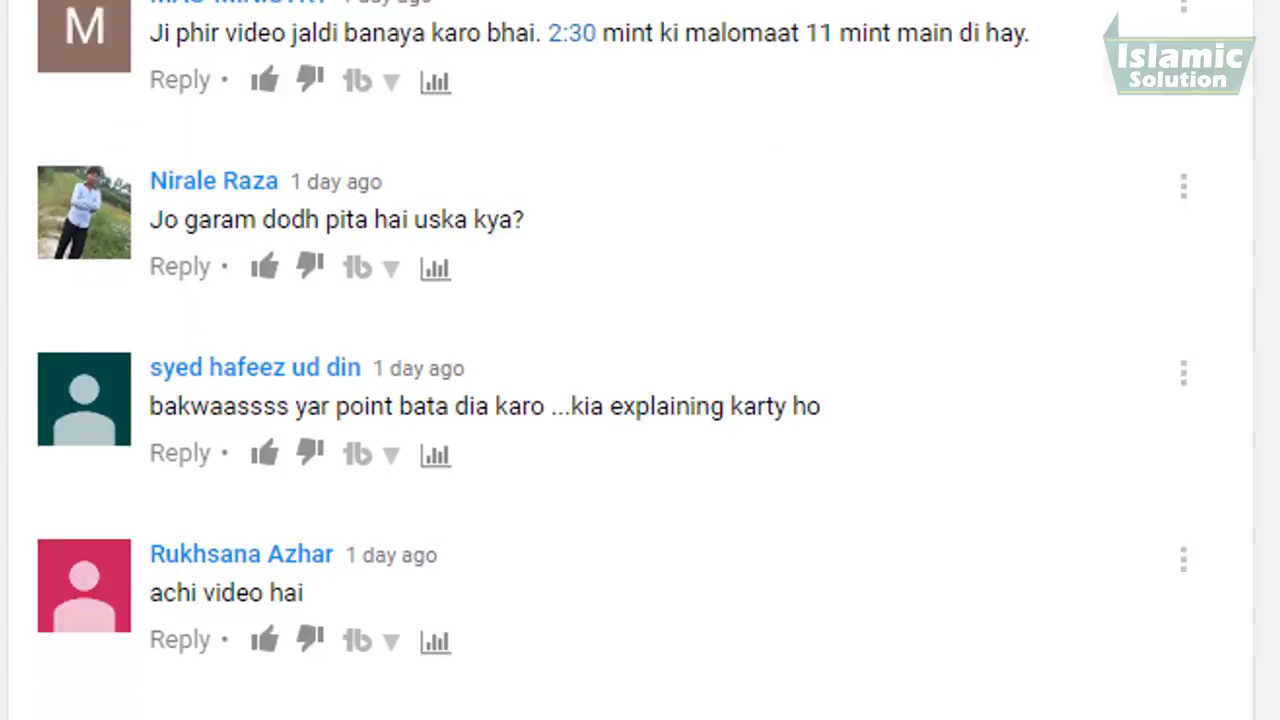 M
Ji phir video jaldi banaya karo bhai. 2:30 mint ki malomaat 11 mint main di hay.
Reply •
Islamic
Solution
Nirale Raza 1 day ago
Jo garam dodh pita hai uska kya?
Reply •
syed hafeez ud din 1 day ago
bakwaassss yar point bata dia karo ...kia explaining karty ho
Reply •
Rukhsana Azhar 1 day ago
achi video hai
Reply •